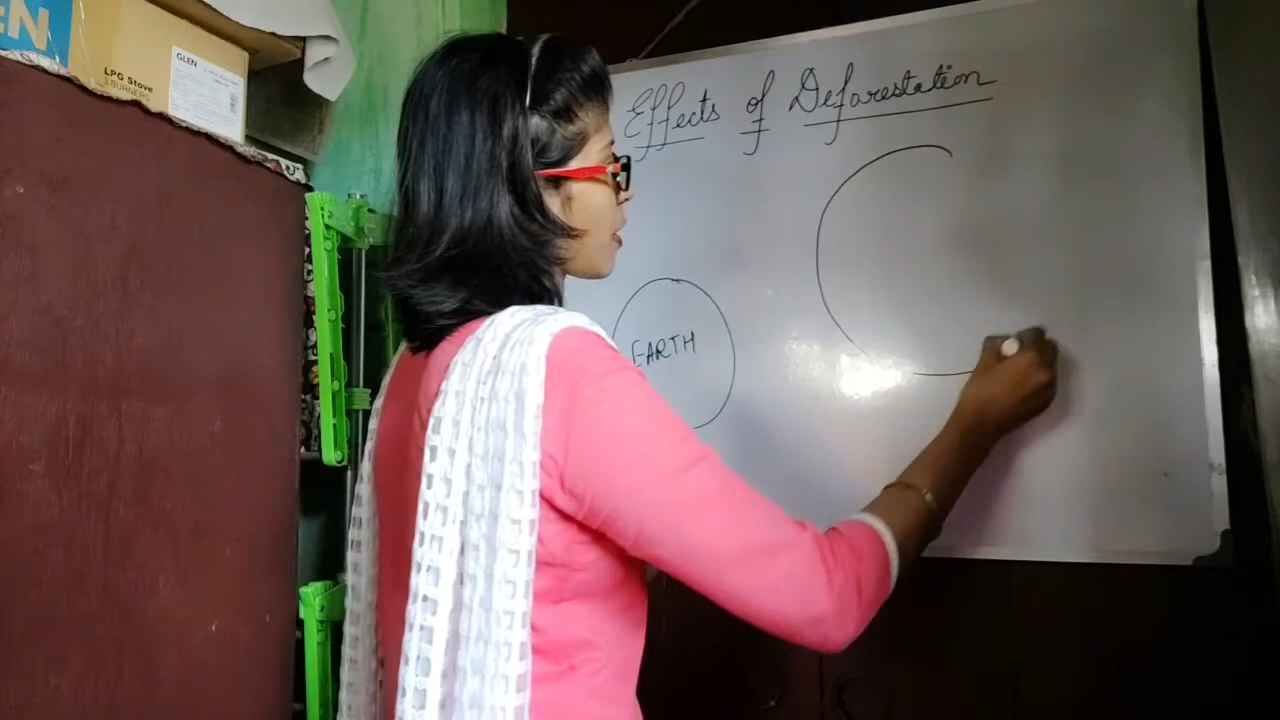 EN
GLEN
LPG Stove
3 BURNERS
Effects of Deforestation
EARTH